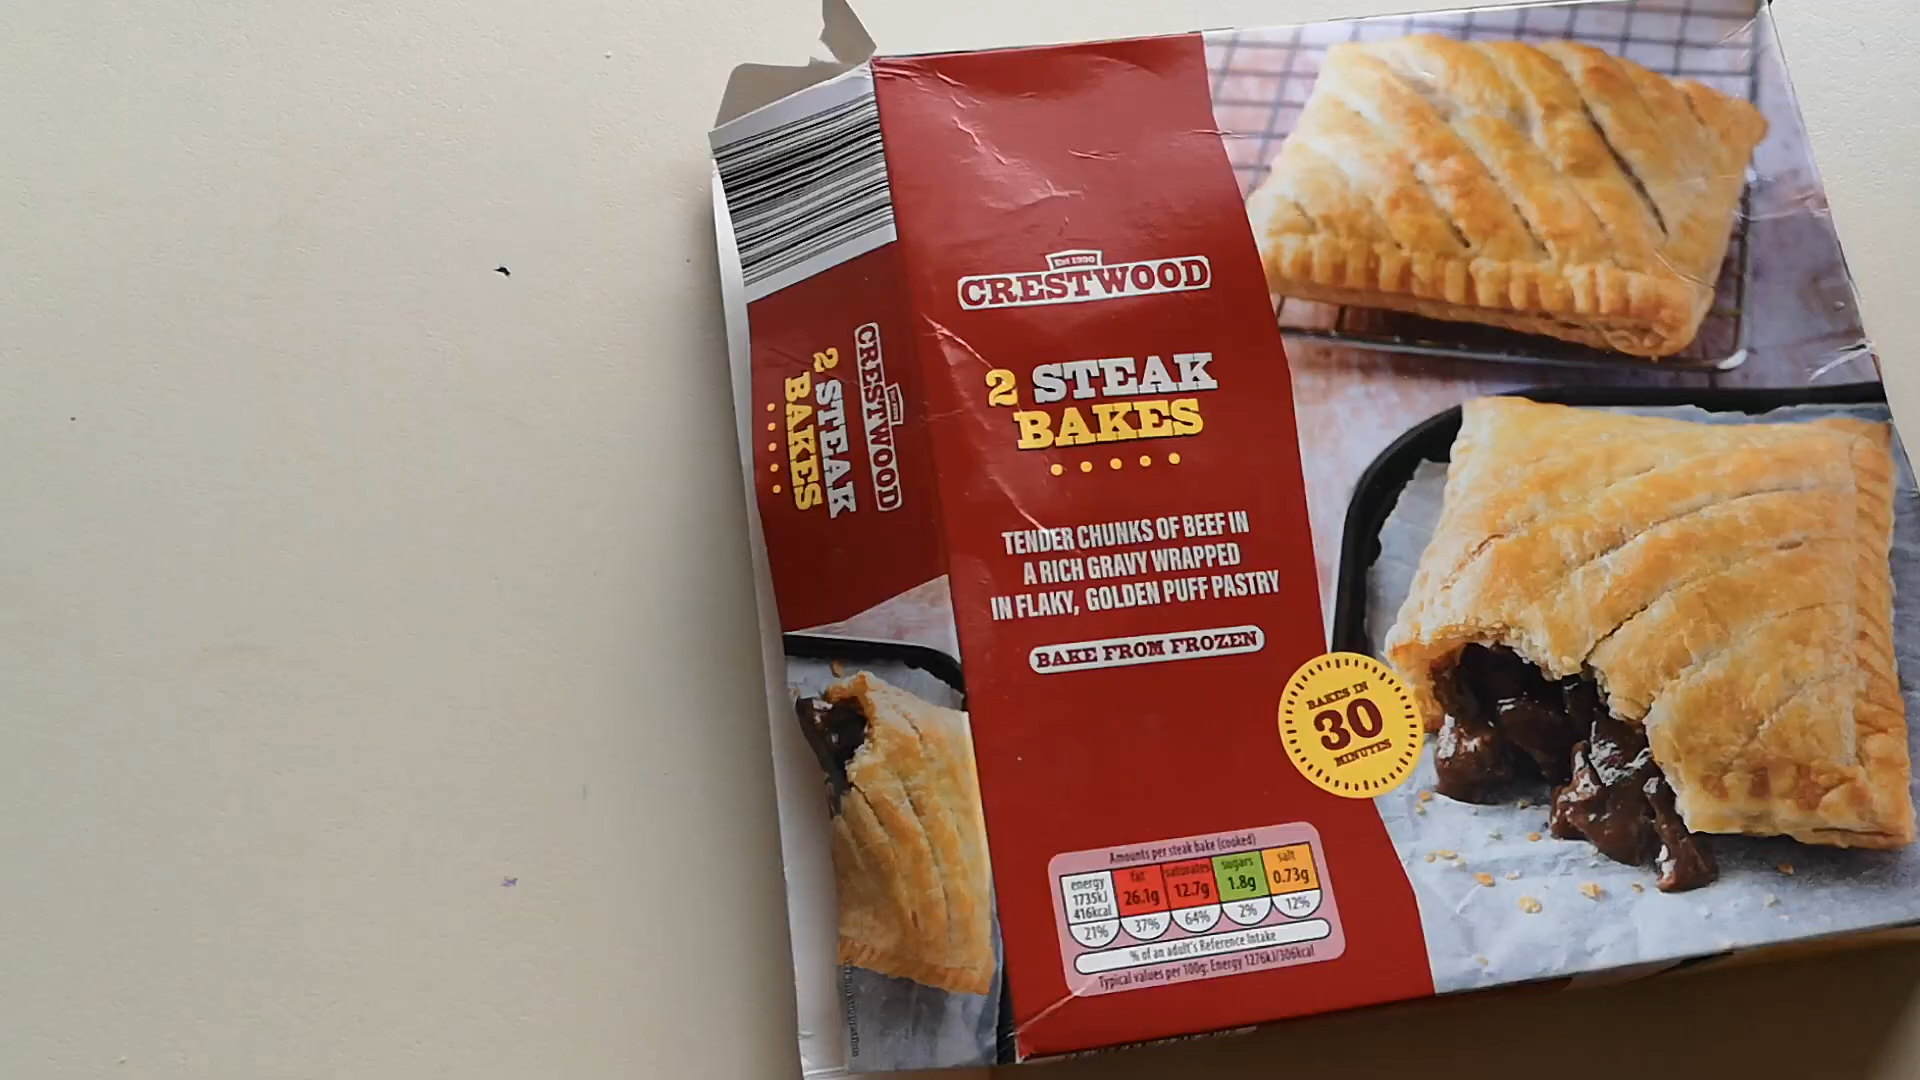 Est 1990
CRESTWOOD
2 STEAK
BAKES
TENDER CHUNKS OF BEEF IN
A RICH GRAVY WRAPPED
IN FLAKY, GOLDEN PUFF PASTRY
BAKE FROM FROZEN
BAKES IN
30
MINUTES
Amounts per steak bake (cooked)
energy 1735kJ 416kcal 21%
fat 26.1g 37%
saturates 12.7g 64%
sugars 1.8g 2%
salt 0.73g 12%
% of an adult's Reference Intake
Typical values per 100g: Energy 1276kJ/306kcal
CRESTWOOD
2 STEAK
BAKES